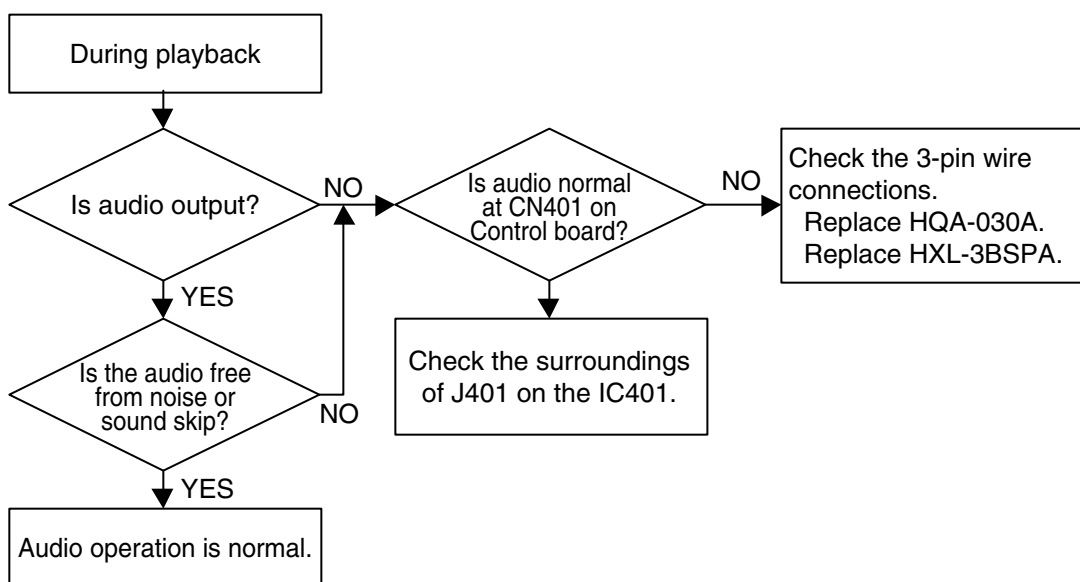 During playback
Is audio output?
NO
YES
Is the audio free
from noise or
sound skip?
NO
YES
Audio operation is normal.
Is audio normal
at CN401 on
Control board?
NO
Check the surroundings
of J401 on the IC401.
Check the 3-pin wire
connections.
Replace HQA-030A.
Replace HXL-3BSPA.